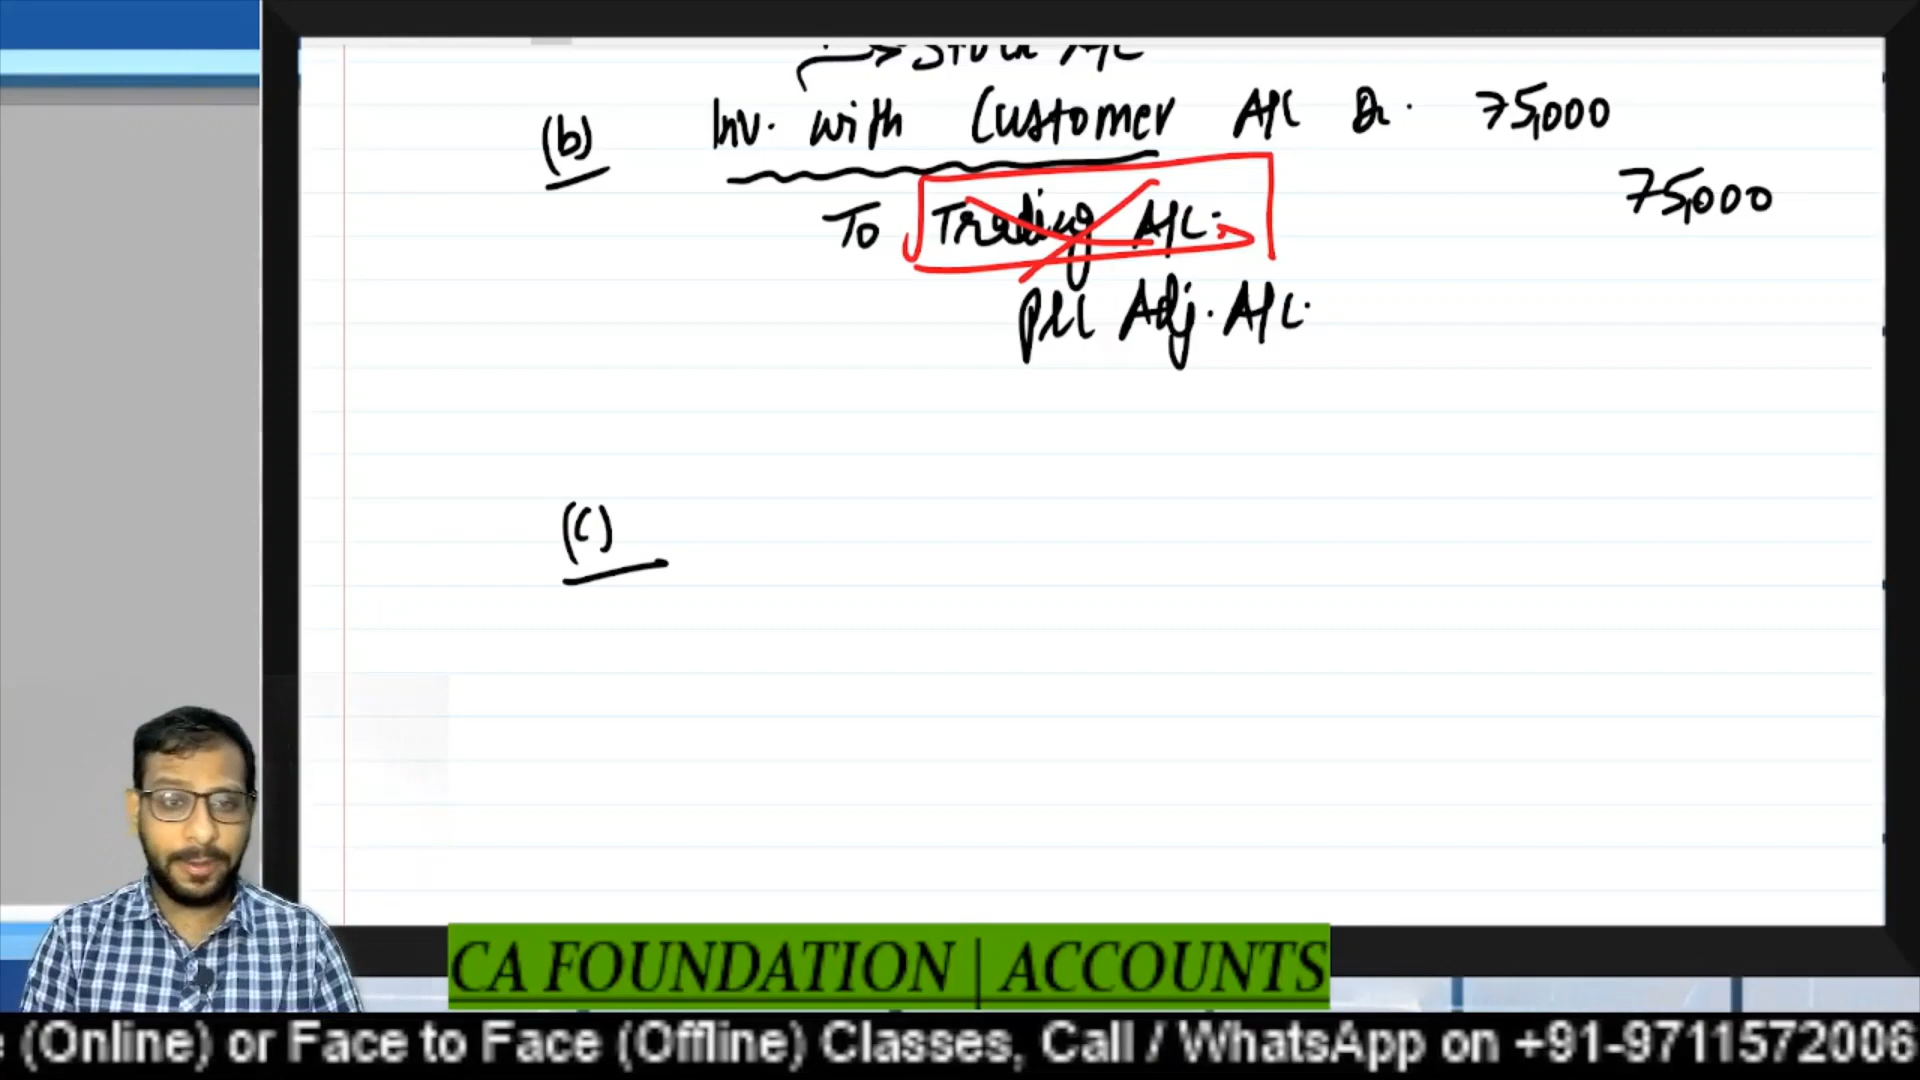 Stock A/C
(b) Inv. with Customer A/C Dr. 75,000
75,000
To Trading A/C.
P&L Adj. A/C.
(c)
CA FOUNDATION | ACCOUNTS
(Online) or Face to Face (Offline) Classes, Call / WhatsApp on +91-9711572006